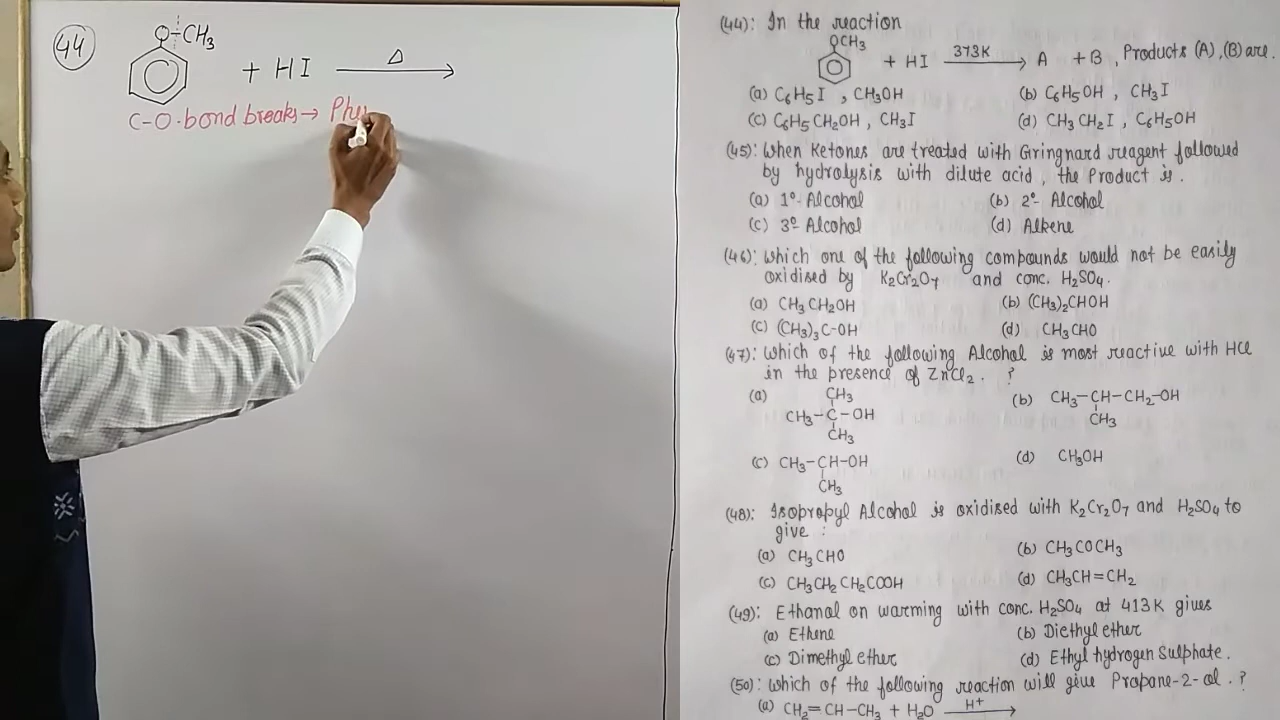 44
O-CH3
+ HI Δ
C-O-bond breaks→ Phe
(44): In the reaction
OCH3
+ HI 373K A + B, Products (A),(B) are.
(a) C6H5I , CH3OH (b) C6H5OH , CH3I
(c) C6H5CH2OH , CH3I (d) CH3CH2I , C6H5OH
(45): When Ketones are treated with Gringnard reagent followed
by hydrolysis with dilute acid, the Product is.
(a) 1°-Alcohol (b) 2°- Alcohol
(c) 3°-Alcohol (d) Alkene
(46): Which one of the following compounds would not be easily
oxidised by K2Cr2O7 and conc. H2SO4.
(a) CH3CH2OH (b) (CH3)2CHOH
(c) (CH3)3C-OH (d) CH3CHO
(47): Which of the following Alcohol is most reactive with HCl
in the presence of ZnCl2. ?
(a) CH3 (b) CH3-CH-CH2-OH
CH3-C-OH CH3
CH3
(c) CH3-CH-OH (d) CH3OH
CH3
(48): Isopropyl Alcohol is oxidised with K2Cr2O7 and H2SO4 to
give :
(a) CH3CHO (b) CH3COCH3
(c) CH3CH2CH2COOH (d) CH3CH=CH2
(49): Ethanol on warming with conc. H2SO4 at 413K gives
(a) Ethene (b) Diethyl ether
(c) Dimethyl ether (d) Ethyl hydrogen Sulphate.
(50): Which of the following reaction will give Propane-2-ol. ?
(a) CH2=CH-CH3 + H2O H+